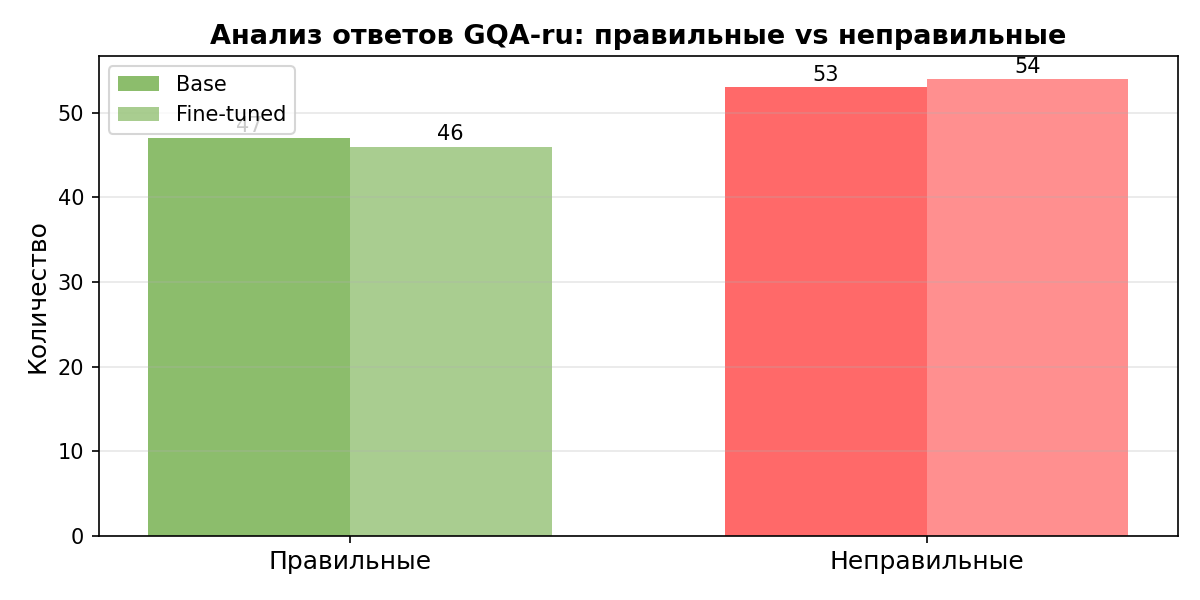 Анализ ответов GQA-ru: правильные vs неправильные
Base
Fine-tuned
47
46
53
54
50
40
30
20
10
0
Количество
Правильные
Неправильные